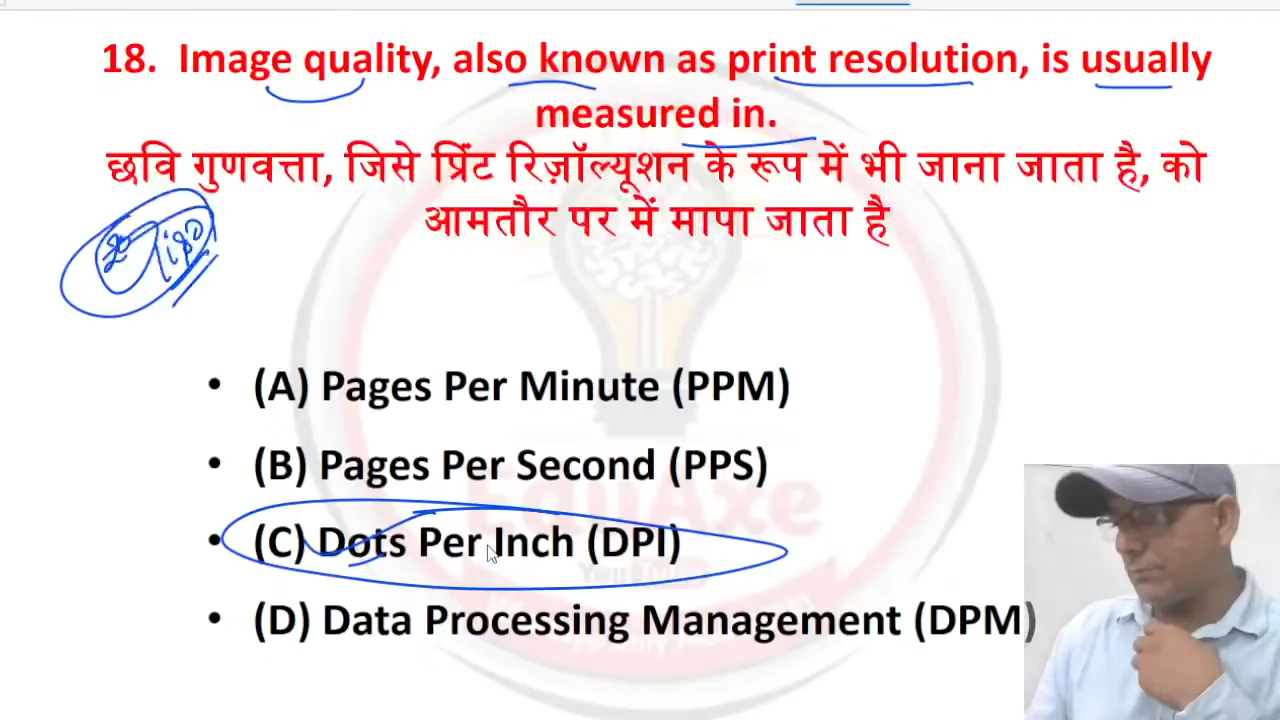 18. Image quality, also known as print resolution, is usually
measured in.
छवि गुणवत्ता, जिसे प्रिंट रिज़ॉल्यूशन के रूप में भी जाना जाता है, को
आमतौर पर में मापा जाता है
• (A) Pages Per Minute (PPM)
• (B) Pages Per Second (PPS)
• (C) Dots Per Inch (DPI)
• (D) Data Processing Management (DPM)
EduAxe